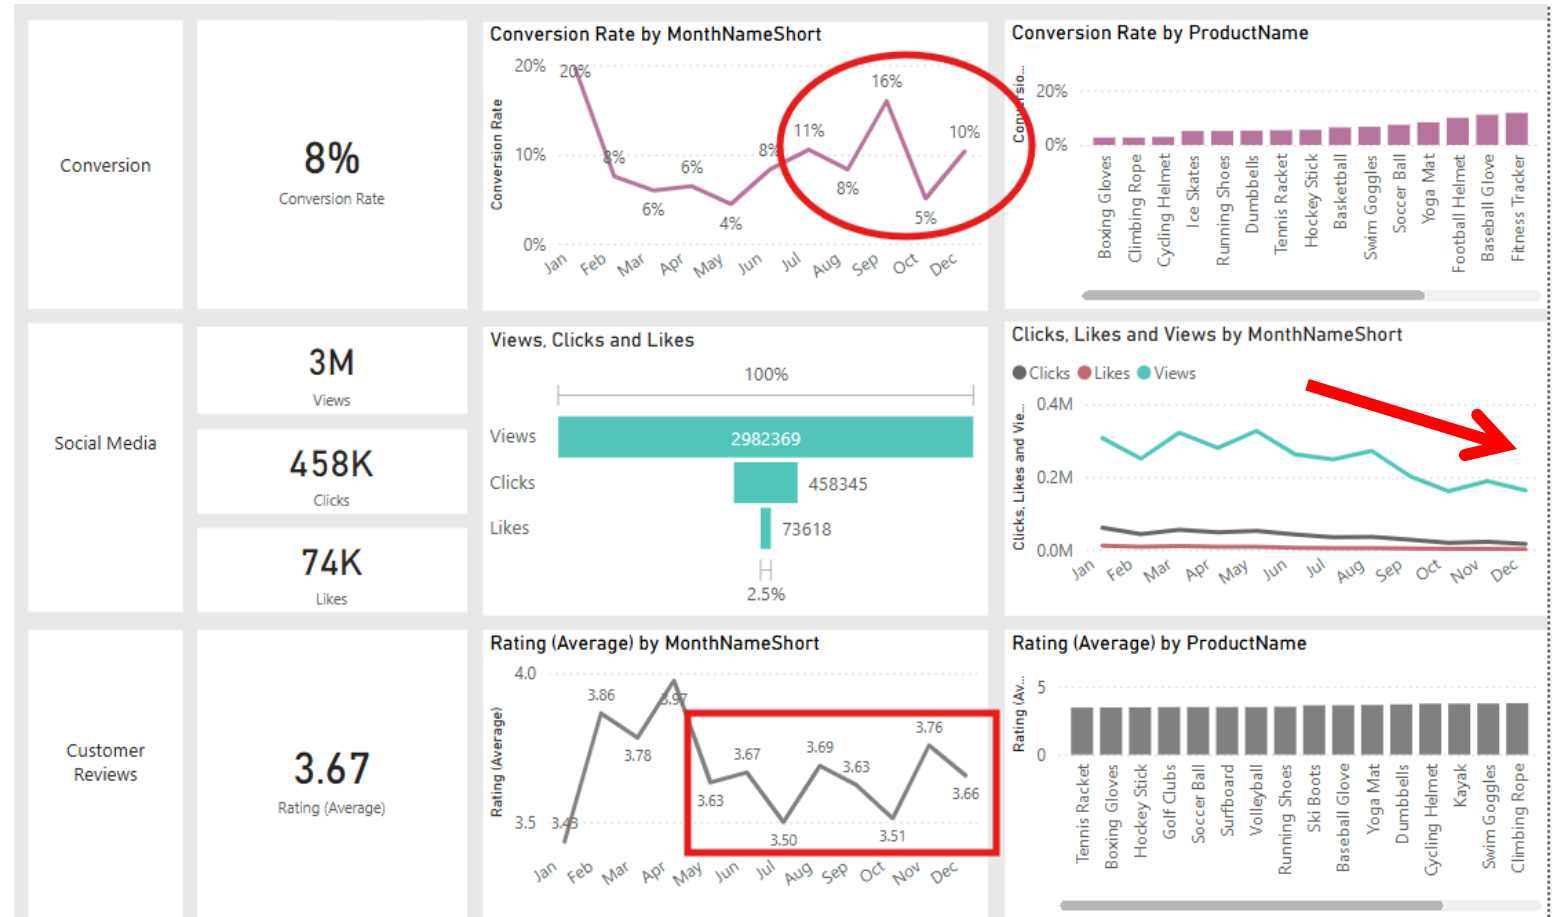 Conversion
8%
Conversion Rate
Conversion Rate by MonthNameShort
Conversion Rate
20%
10%
0%
20%
8%
6%
6%
4%
8%
11%
8%
16%
5%
10%
Jan Feb Mar Apr May Jun Jul Aug Sep Oct Dec
Conversion Rate by ProductName
Conversio...
20%
0%
Boxing Gloves
Climbing Rope
Cycling Helmet
Ice Skates
Running Shoes
Dumbbells
Tennis Racket
Hockey Stick
Basketball
Swim Goggles
Soccer Ball
Yoga Mat
Football Helmet
Baseball Glove
Fitness Tracker
Social Media
3M
Views
458K
Clicks
74K
Likes
Views, Clicks and Likes
100%
Views 2982369
Clicks 458345
Likes 73618
2.5%
Clicks, Likes and Views by MonthNameShort
Clicks Likes Views
Clicks, Likes and Vie...
0.4M
0.2M
0.0M
Jan Feb Mar Apr May Jun Jul Aug Sep Oct Nov Dec
Customer
Reviews
3.67
Rating (Average)
Rating (Average) by MonthNameShort
Rating (Average)
4.0
3.5
3.43
3.86
3.78
3.97
3.63
3.67
3.50
3.69
3.63
3.51
3.76
3.66
Jan Feb Mar Apr May Jun Jul Aug Sep Oct Nov Dec
Rating (Average) by ProductName
Rating (Av...
5
0
Tennis Racket
Boxing Gloves
Hockey Stick
Golf Clubs
Soccer Ball
Surfboard
Volleyball
Running Shoes
Ski Boots
Baseball Glove
Yoga Mat
Dumbbells
Cycling Helmet
Kayak
Swim Goggles
Climbing Rope